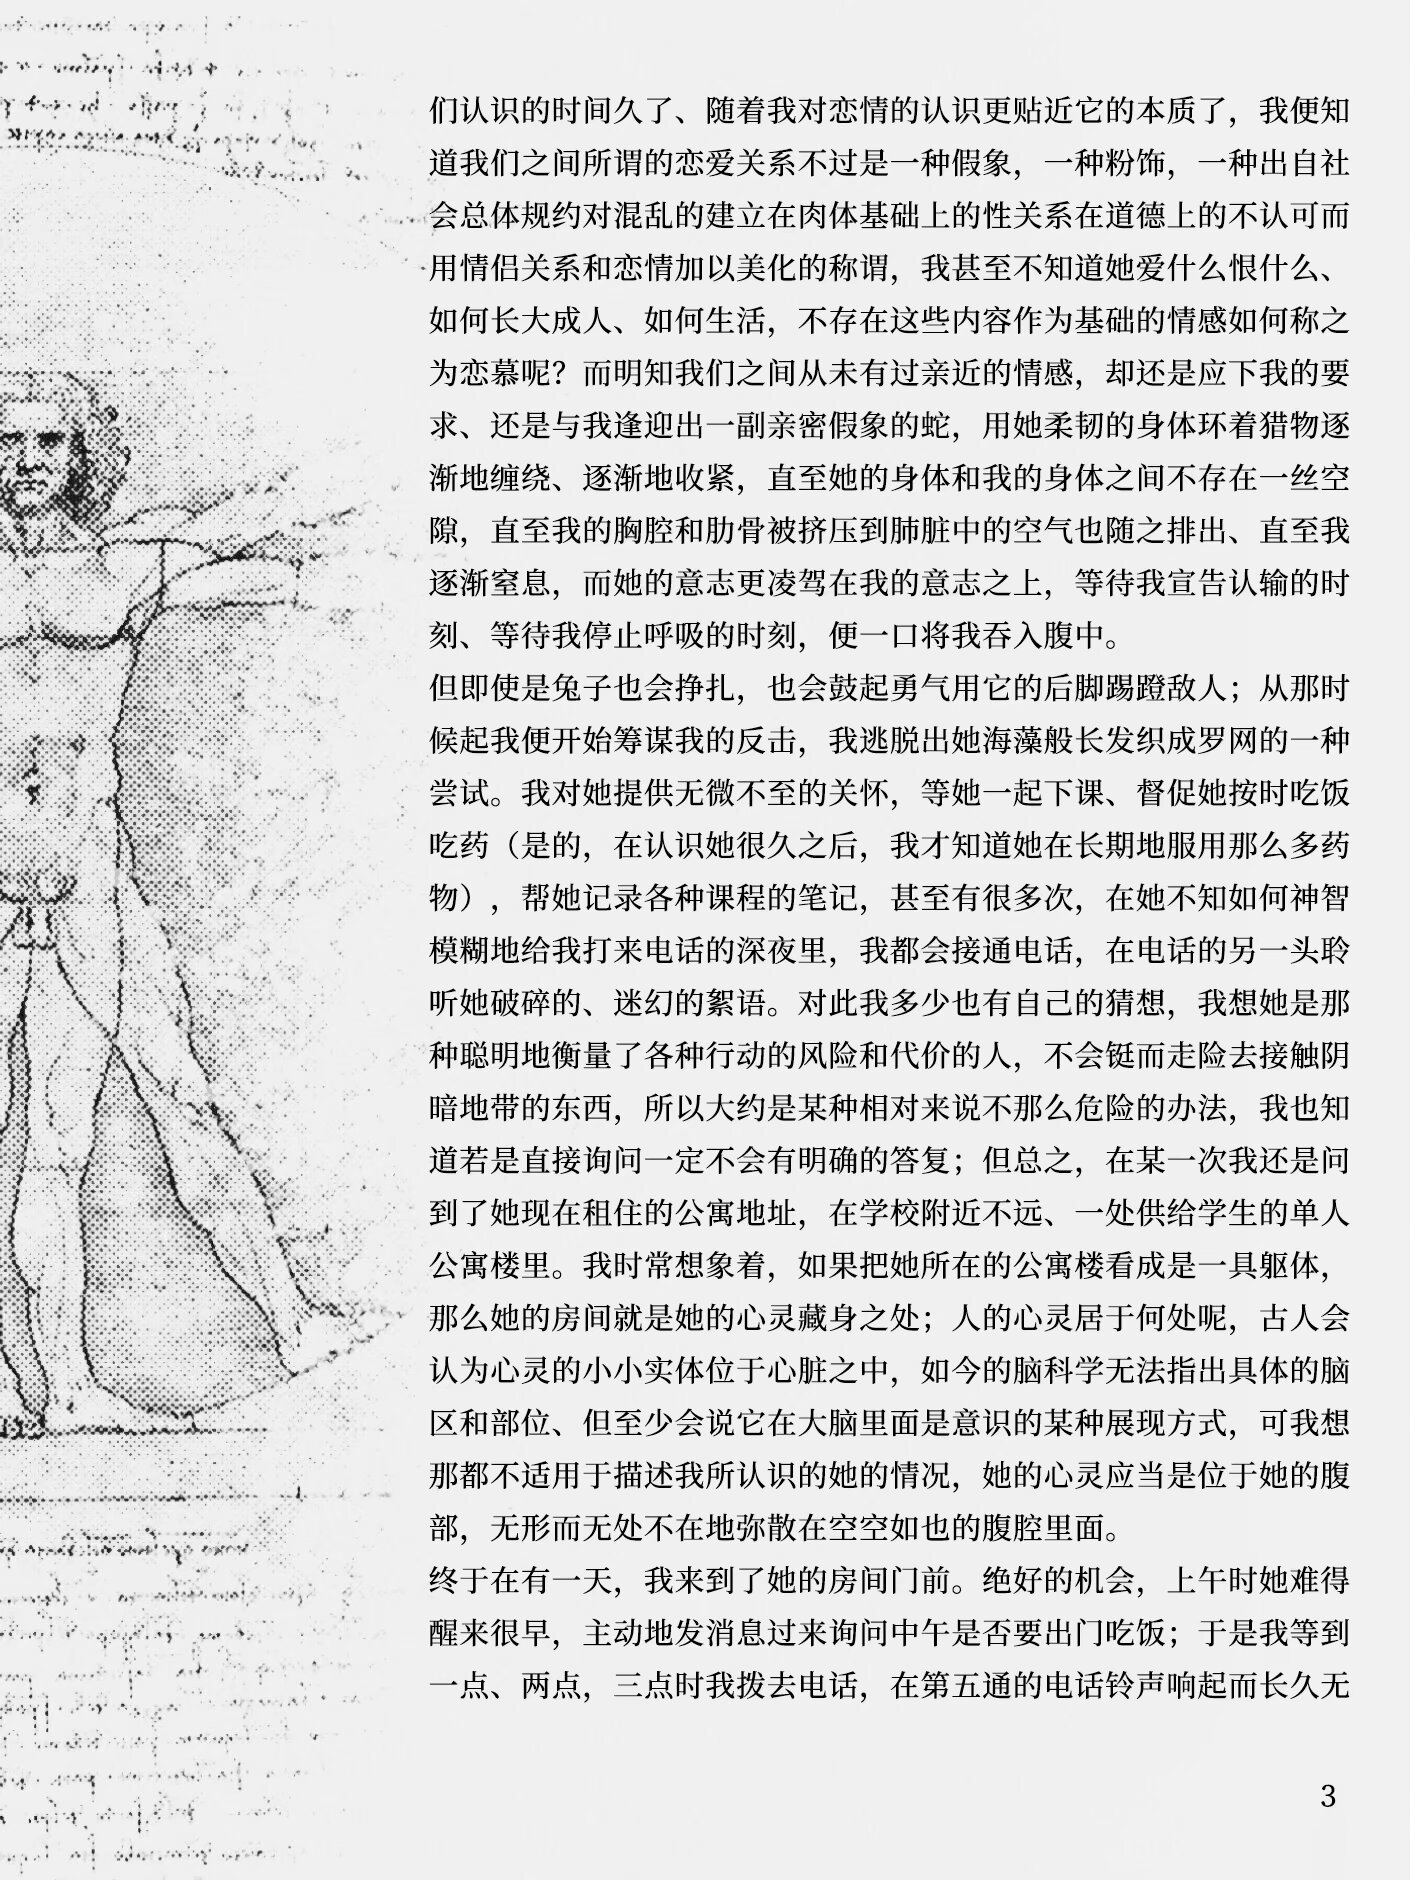 们认识的时间久了、随着我对恋情的认识更贴近它的本质了，我便知
道我们之间所谓的恋爱关系不过是一种假象，一种粉饰，一种出自社
会总体规约对混乱的建立在肉体基础上的性关系在道德上的不认可而
用情侣关系和恋情加以美化的称谓，我甚至不知道她爱什么恨什么、
如何长大成人、如何生活，不存在这些内容作为基础的情感如何称之
为恋慕呢？而明知我们之间从未有过亲近的情感，却还是应下我的要
求、还是与我逢迎出一副亲密假象的蛇，用她柔韧的身体环着猎物逐
渐地缠绕、逐渐地收紧，直至她的身体和我的身体之间不存在一丝空
隙，直至我的胸腔和肋骨被挤压到肺脏中的空气也随之排出、直至我
逐渐窒息，而她的意志更凌驾在我的意志之上，等待我宣告认输的时
刻、等待我停止呼吸的时刻，便一口将我吞入腹中。
但即使是兔子也会挣扎，也会鼓起勇气用它的后脚踢蹬敌人；从那时
候起我便开始筹谋我的反击，我逃脱出她海藻般长发织成罗网的一种
尝试。我对她提供无微不至的关怀，等她一起下课、督促她按时吃饭
吃药（是的，在认识她很久之后，我才知道她在长期地服用那么多药
物），帮她记录各种课程的笔记，甚至有很多次，在她不知如何神智
模糊地给我打来电话的深夜里，我都会接通电话，在电话的另一头聆
听她破碎的、迷幻的絮语。对此我多少也有自己的猜想，我想她是那
种聪明地衡量了各种行动的风险和代价的人，不会铤而走险去接触阴
暗地带的东西，所以大约是某种相对来说不那么危险的办法，我也知
道若是直接询问一定不会有明确的答复；但总之，在某一次我还是问
到了她现在租住的公寓地址，在学校附近不远、一处供给学生的单人
公寓楼里。我时常想象着，如果把她所在的公寓楼看成是一具躯体，
那么她的房间就是她的心灵藏身之处；人的心灵居于何处呢，古人会
认为心灵的小小实体位于心脏之中，如今的脑科学无法指出具体的脑
区和部位、但至少会说它在大脑里面是意识的某种展现方式，可我想
那都不适用于描述我所认识的她的情况，她的心灵应当是位于她的腹
部，无形而无处不在地弥散在空空如也的腹腔里面。
终于在有一天，我来到了她的房间门前。绝好的机会，上午时她难得
醒来很早，主动地发消息过来询问中午是否要出门吃饭；于是我等到
一点、两点，三点时我拨去电话，在第五通的电话铃声响起而长久无
3